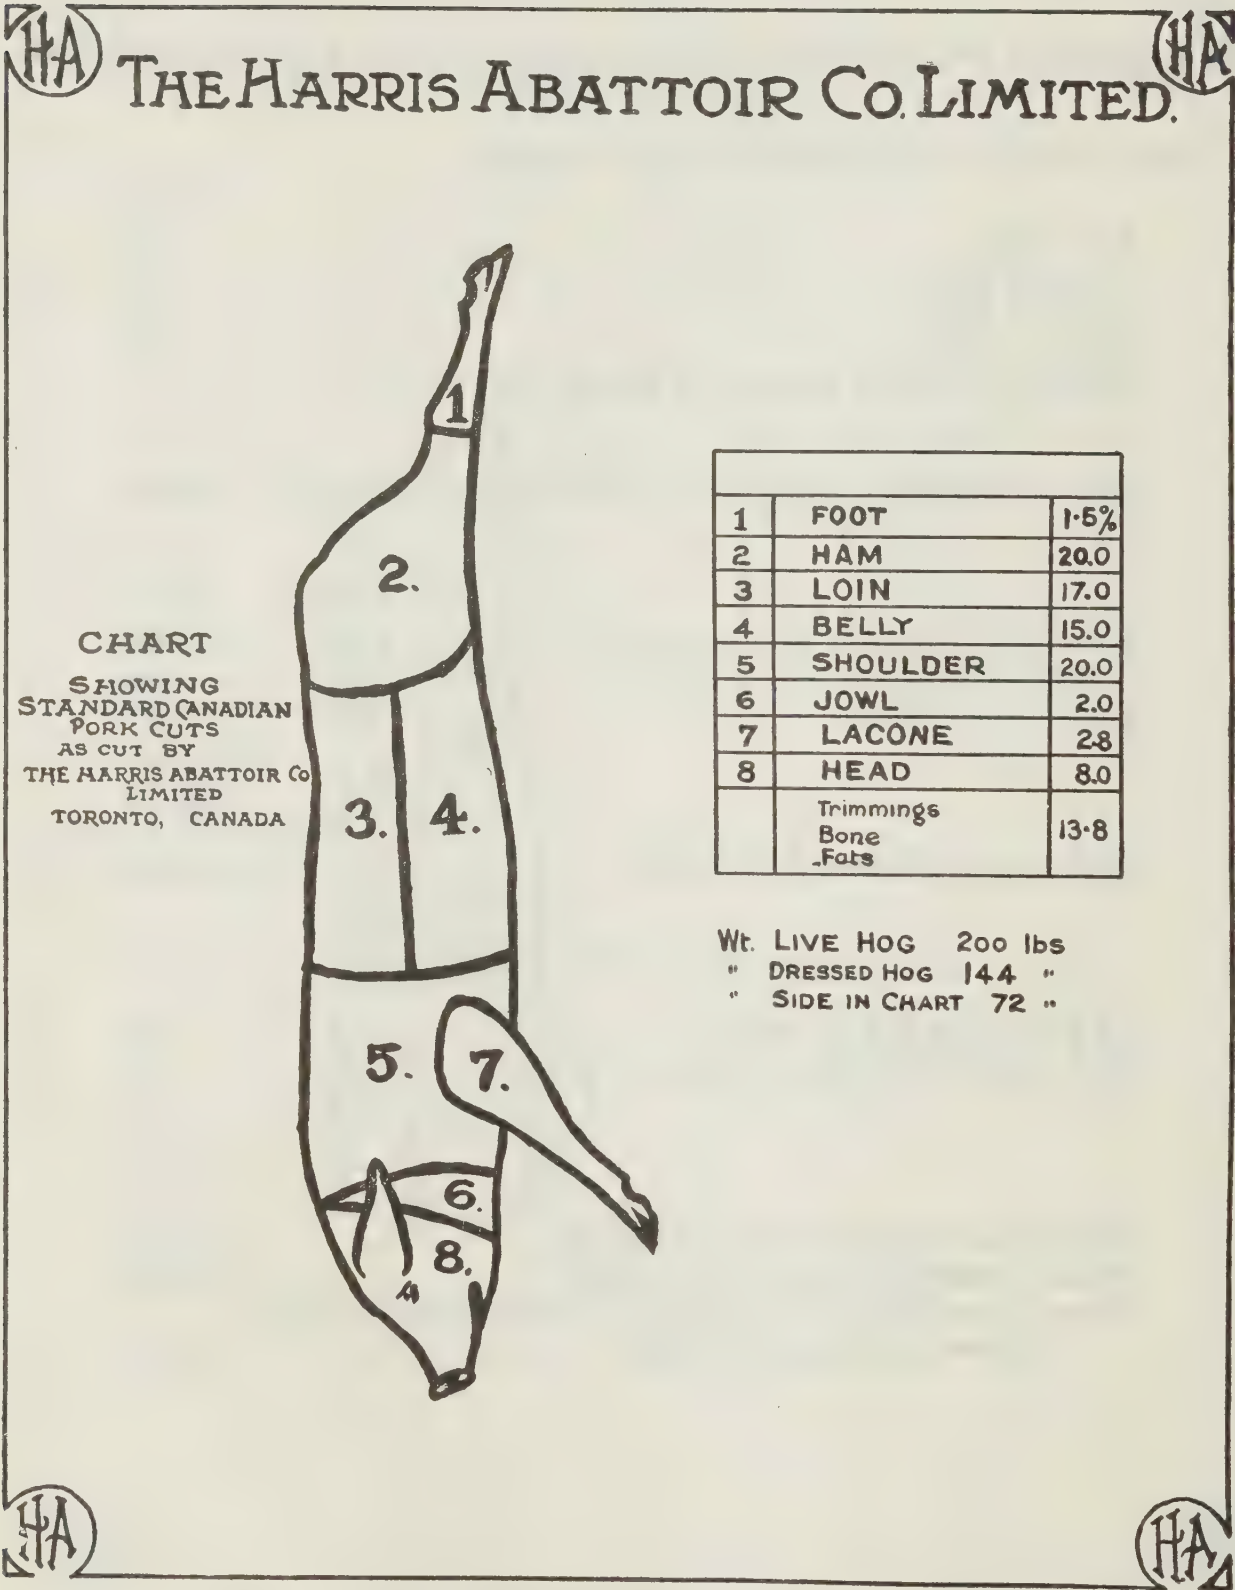 HA
HA
THE HARRIS ABATTOIR CO. LIMITED.
CHART
SHOWING
STANDARD CANADIAN
PORK CUTS
AS CUT BY
THE HARRIS ABATTOIR Co
LIMITED
TORONTO, CANADA
1
2.
3. 4.
5. 7.
6.
8.
1 FOOT 1·5%
2 HAM 20.0
3 LOIN 17.0
4 BELLY 15.0
5 SHOULDER 20.0
6 JOWL 2.0
7 LACONE 2.8
8 HEAD 8.0
Trimmings
Bone 13·8
Fats
Wt. LIVE HOG 200 lbs
" DRESSED HOG 144 "
" SIDE IN CHART 72 "
HA
HA